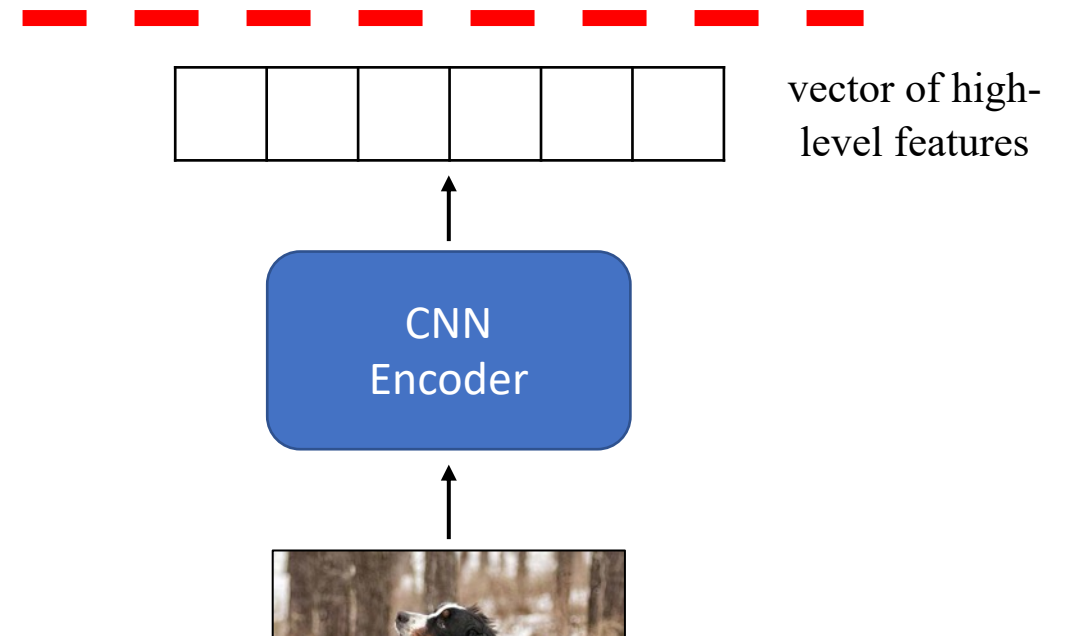 vector of high-
level features
CNN
Encoder